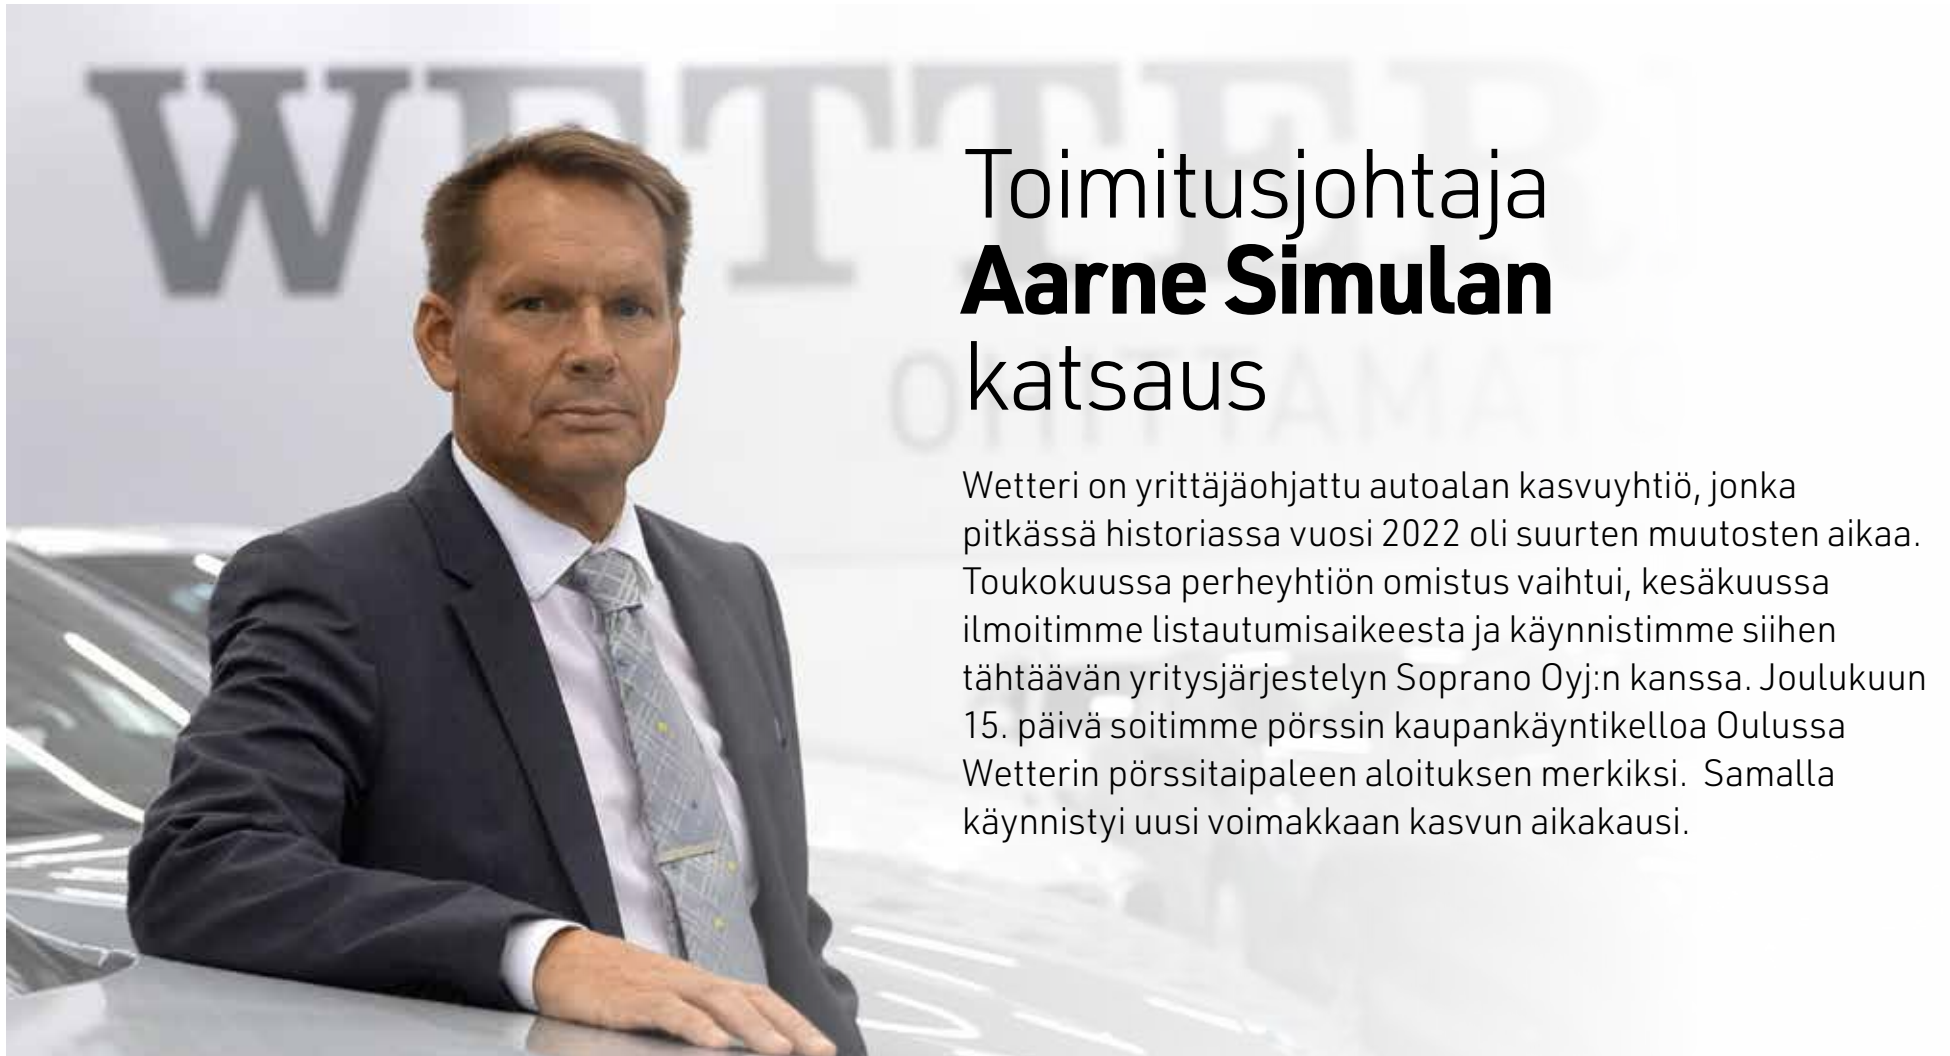 WETTERI
Toimitusjohtaja
Aarne Simulan
katsaus
OHITTAMATO
Wetteri on yrittäjäohjattu autoalan kasvuyhtiö, jonka
pitkässä historiassa vuosi 2022 oli suurten muutosten aikaa.
Toukokuussa perheyhtiön omistus vaihtui, kesäkuussa
ilmoitimme listautumisaikeesta ja käynnistimme siihen
tähtäävän yritysjärjestelyn Soprano Oyj:n kanssa. Joulukuun
15. päivä soitimme pörssin kaupankäyntikelloa Oulussa
Wetterin pörssitaipaleen aloituksen merkiksi.  Samalla
käynnistyi uusi voimakkaan kasvun aikakausi.